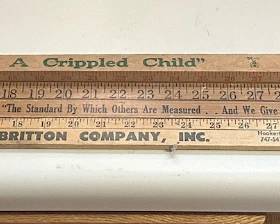 A Crippled Child"
18 19 20 21 22 23 24 25 26 27
"The Standard By Which Others Are Measured . . And We Give
18 19 20 21 22 23 24 25 26 27
BRITTON COMPANY, INC.